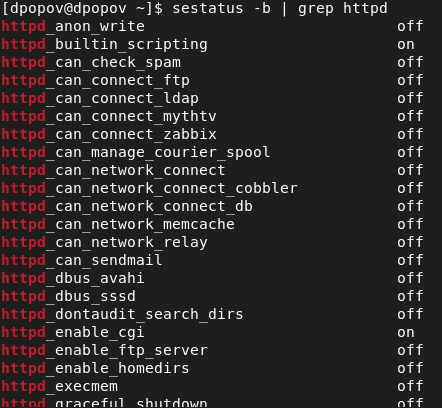 [dpopov@dpopov ~]$ sestatus -b | grep httpd
httpd_anon_write off
httpd_builtin_scripting on
httpd_can_check_spam off
httpd_can_connect_ftp off
httpd_can_connect_ldap off
httpd_can_connect_mythtv off
httpd_can_connect_zabbix off
httpd_can_manage_courier_spool off
httpd_can_network_connect off
httpd_can_network_connect_cobbler off
httpd_can_network_connect_db off
httpd_can_network_memcache off
httpd_can_network_relay off
httpd_can_sendmail off
httpd_dbus_avahi off
httpd_dbus_sssd off
httpd_dontaudit_search_dirs off
httpd_enable_cgi on
httpd_enable_ftp_server off
httpd_enable_homedirs off
httpd_execmem off
httpd_graceful_shutdown off